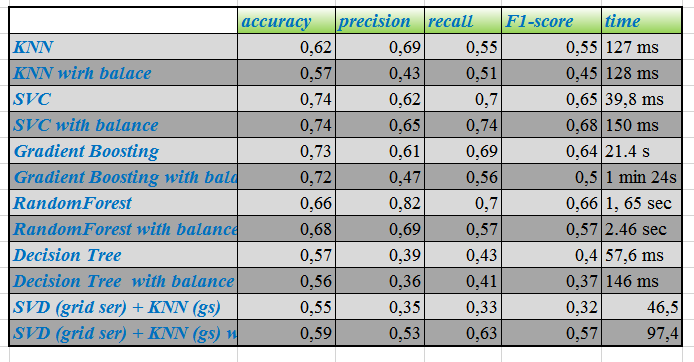 accuracy precision recall F1-score time
KNN 0,62 0,69 0,55 0,55 127 ms
KNN wirh balace 0,57 0,43 0,51 0,45 128 ms
SVC 0,74 0,62 0,7 0,65 39,8 ms
SVC with balance 0,74 0,65 0,74 0,68 150 ms
Gradient Boosting 0,73 0,61 0,69 0,64 21.4 s
Gradient Boosting with bala 0,72 0,47 0,56 0,5 1 min 24s
RandomForest 0,66 0,82 0,7 0,66 1, 65 sec
RandomForest with balance 0,68 0,69 0,57 0,57 2.46 sec
Decision Tree 0,57 0,39 0,43 0,4 57,6 ms
Decision Tree with balance 0,56 0,36 0,41 0,37 146 ms
SVD (grid ser) + KNN (gs) 0,55 0,35 0,33 0,32 46,5
SVD (grid ser) + KNN (gs) w 0,59 0,53 0,63 0,57 97,4